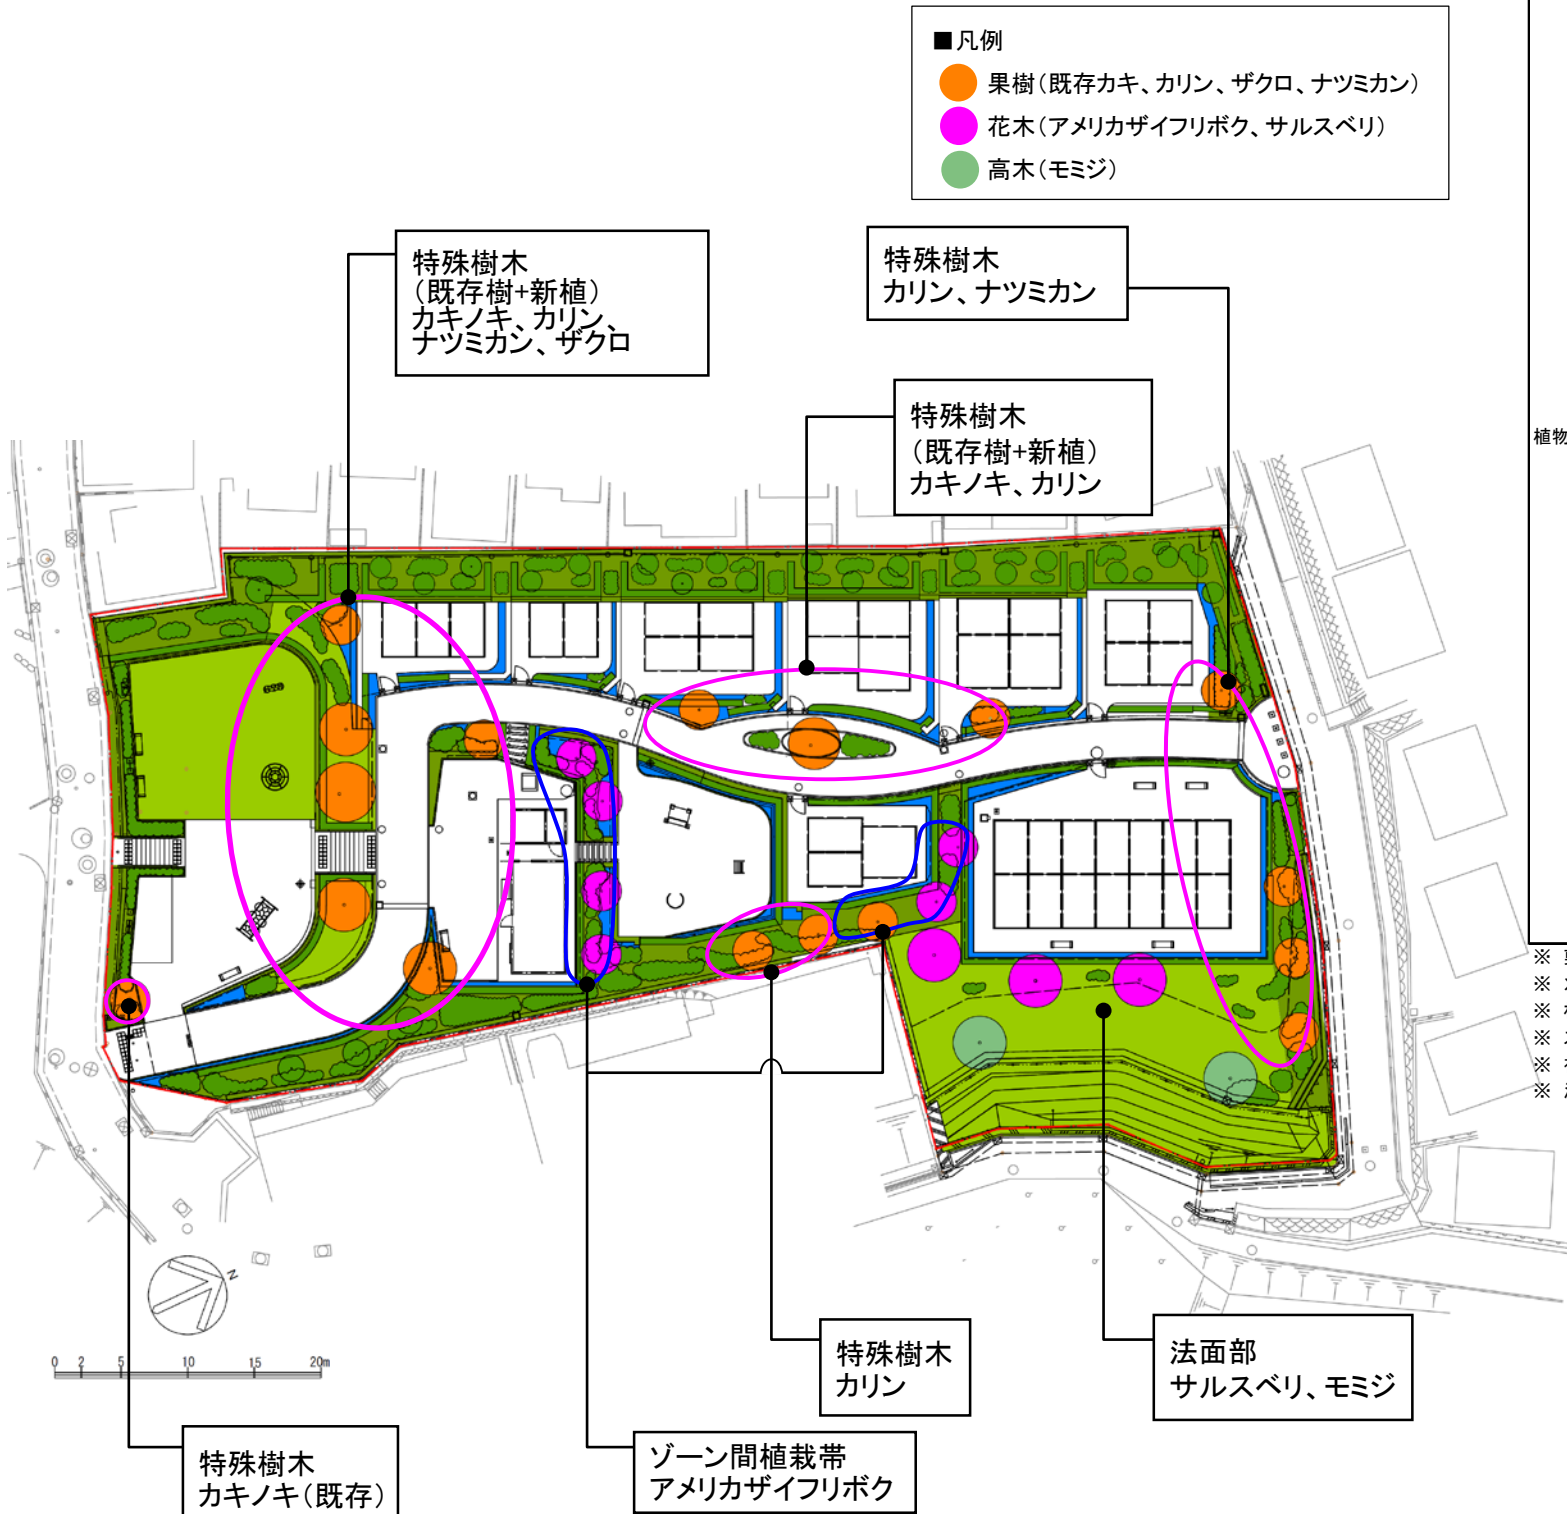 ■凡例
果樹（既存カキ、カリン、ザクロ、ナツミカン）
花木（アメリカザイフリボク、サルスベリ）
高木（モミジ）
特殊樹木
（既存樹+新植）
カキノキ、カリン、
ナツミカン、ザクロ
特殊樹木
カリン、ナツミカン
特殊樹木
（既存樹+新植）
カキノキ、カリン
植物
※
※
※
※
※
※
N
0 2 5 10 15 20m
特殊樹木
カリン
法面部
サルスベリ、モミジ
特殊樹木
カキノキ（既存）
ゾーン間植栽帯
アメリカザイフリボク